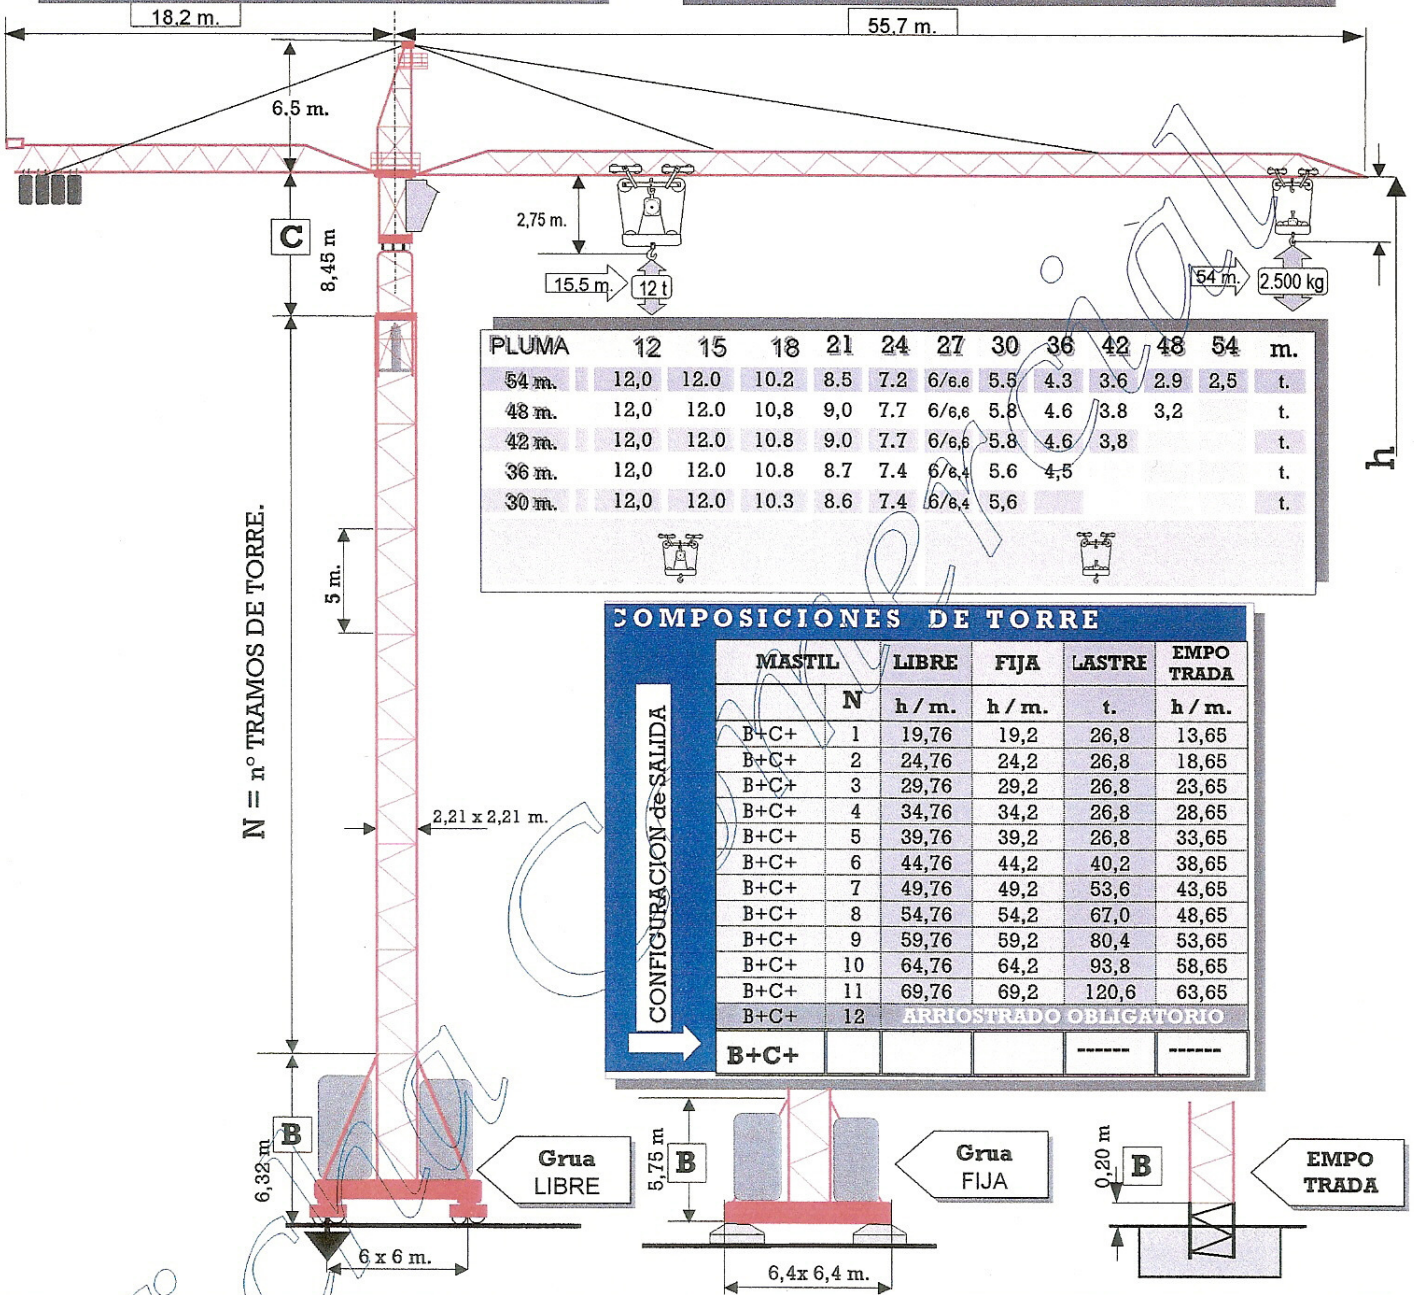 18,2 m.
55,7 m.
6.5 m.
C
8,45 m
2,75 m.
15,5 m.
12 t
54 m.
2.500 kg
h
PLUMA 12 15 18 21 24 27 30 36 42 48 54 m.
54 m. 12,0 12.0 10.2 8.5 7.2 6/6.6 5.5 4.3 3.6 2.9 2,5 t.
48 m. 12,0 12.0 10,8 9,0 7.7 6/6,6 5.8 4.6 3.8 3,2 t.
42 m. 12,0 12.0 10.8 9.0 7.7 6/6,6 5.8 4.6 3,8 t.
36 m. 12,0 12.0 10.8 8.7 7.4 6/6,4 5.6 4,5 t.
30 m. 12,0 12.0 10.3 8.6 7.4 6/6,4 5,6 t.
N = nº TRAMOS DE TORRE.
5 m.
2,21 x 2,21 m.
COMPOSICIONES DE TORRE
CONFIGURACION de SALIDA
MASTIL LIBRE FIJA LASTRE EMPO
TRADA
N h / m. h / m. t. h / m.
B+C+ 1 19,76 19,2 26,8 13,65
B+C+ 2 24,76 24,2 26,8 18,65
B+C+ 3 29,76 29,2 26,8 23,65
B+C+ 4 34,76 34,2 26,8 28,65
B+C+ 5 39,76 39,2 26,8 33,65
B+C+ 6 44,76 44,2 40,2 38,65
B+C+ 7 49,76 49,2 53,6 43,65
B+C+ 8 54,76 54,2 67,0 48,65
B+C+ 9 59,76 59,2 80,4 53,65
B+C+ 10 64,76 64,2 93,8 58,65
B+C+ 11 69,76 69,2 120,6 63,65
B+C+ 12 ARRIOSTRADO OBLIGATORIO
B+C+ ------ ------
B
6,32 m
Grua
LIBRE
6 x 6 m.
5,75 m
B
Grua
FIJA
6,4x 6,4 m.
0,20 m
B
EMPO
TRADA
Comercial